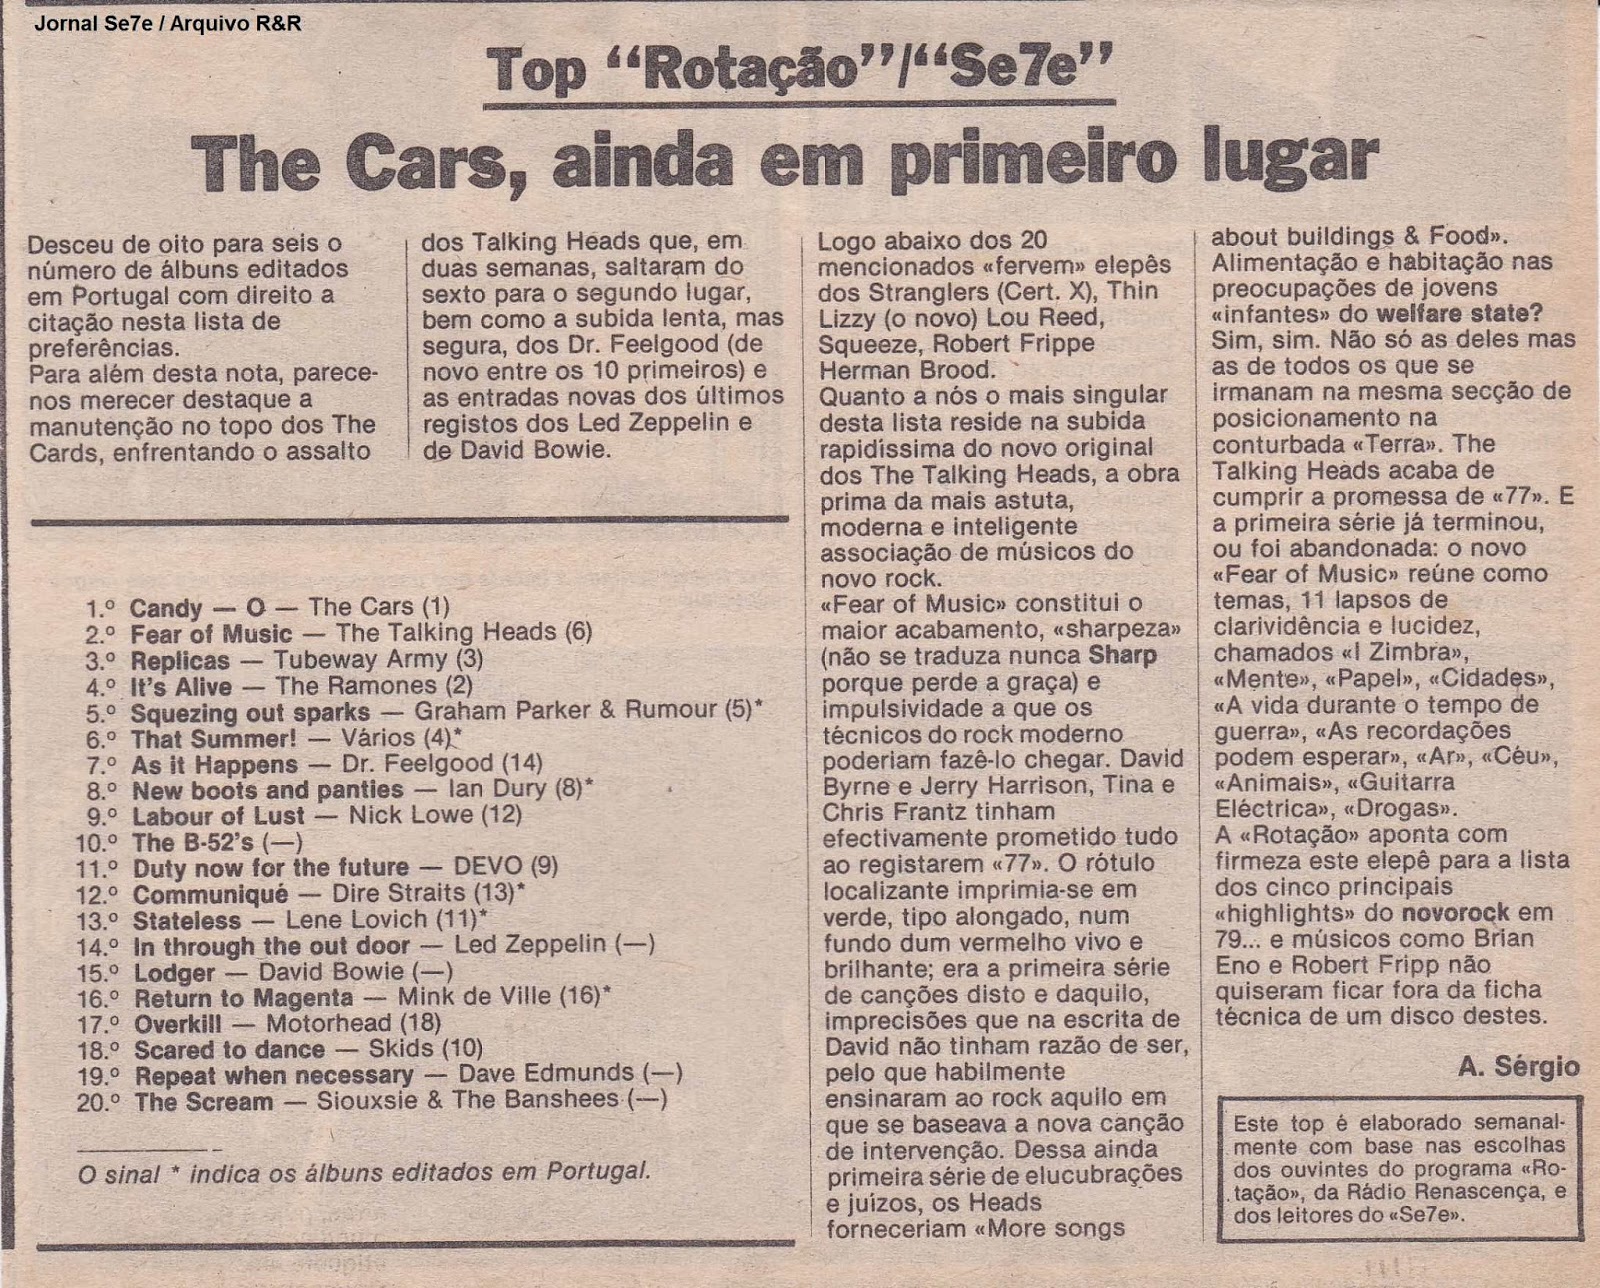 Jornal Se7e / Arquivo R&R
Top “Rotação”/“Se7e”
The Cars, ainda em primeiro lugar
Desceu de oito para seis o
número de álbuns editados
em Portugal com direito a
citação nesta lista de
preferências.
Para além desta nota, parece-
nos merecer destaque a
manutenção no topo dos The
Cards, enfrentando o assalto
dos Talking Heads que, em
duas semanas, saltaram do
sexto para o segundo lugar,
bem como a subida lenta, mas
segura, dos Dr. Feelgood (de
novo entre os 10 primeiros) e
as entradas novas dos últimos
registos dos Led Zeppelin e
de David Bowie.
1.º Candy — O — The Cars (1)
2.º Fear of Music — The Talking Heads (6)
3.º Replicas — Tubeway Army (3)
4.º It's Alive — The Ramones (2)
5.º Squezing out sparks — Graham Parker & Rumour (5)*
6.º That Summer! — Vários (4)*
7.º As it Happens — Dr. Feelgood (14)
8.º New boots and panties — Ian Dury (8)*
9.º Labour of Lust — Nick Lowe (12)
10.º The B-52's (—)
11.º Duty now for the future — DEVO (9)
12.º Communiqué — Dire Straits (13)*
13.º Stateless — Lene Lovich (11)*
14.º In through the out door — Led Zeppelin (—)
15.º Lodger — David Bowie (—)
16.º Return to Magenta — Mink de Ville (16)*
17.º Overkill — Motorhead (18)
18.º Scared to dance — Skids (10)
19.º Repeat when necessary — Dave Edmunds (—)
20.º The Scream — Siouxsie & The Banshees (—)
O sinal * indica os álbuns editados em Portugal.
Logo abaixo dos 20
mencionados «fervem» elepês
dos Stranglers (Cert. X), Thin
Lizzy (o novo) Lou Reed,
Squeeze, Robert Frippe
Herman Brood.
Quanto a nós o mais singular
desta lista reside na subida
rapidíssima do novo original
dos The Talking Heads, a obra
prima da mais astuta,
moderna e inteligente
associação de músicos do
novo rock.
«Fear of Music» constitui o
maior acabamento, «sharpeza»
(não se traduza nunca Sharp
porque perde a graça) e
impulsividade a que os
técnicos do rock moderno
poderiam fazê-lo chegar. David
Byrne e Jerry Harrison, Tina e
Chris Frantz tinham
efectivamente prometido tudo
ao registarem «77». O rótulo
localizante imprimia-se em
verde, tipo alongado, num
fundo dum vermelho vivo e
brilhante; era a primeira série
de canções disto e daquilo,
imprecisões que na escrita de
David não tinham razão de ser,
pelo que habilmente
ensinaram ao rock aquilo em
que se baseava a nova canção
de intervenção. Dessa ainda
primeira série de elucubrações
e juízos, os Heads
forneceriam «More songs
about buildings & Food».
Alimentação e habitação nas
preocupações de jovens
«infantes» do welfare state?
Sim, sim. Não só as deles mas
as de todos os que se
irmanam na mesma secção de
posicionamento na
conturbada «Terra». The
Talking Heads acaba de
cumprir a promessa de «77». E
a primeira série já terminou,
ou foi abandonada: o novo
«Fear of Music» reúne como
temas, 11 lapsos de
clarividência e lucidez,
chamados «I Zimbra»,
«Mente», «Papel», «Cidades»,
«A vida durante o tempo de
guerra», «As recordações
podem esperar», «Ar», «Céu»,
«Animais», «Guitarra
Eléctrica», «Drogas».
A «Rotação» aponta com
firmeza este elepê para a lista
dos cinco principais
«highlights» do novorock em
79... e músicos como Brian
Eno e Robert Fripp não
quiseram ficar fora da ficha
técnica de um disco destes.
A. Sérgio
Este top é elaborado semanal-
mente com base nas escolhas
dos ouvintes do programa «Ro-
tação», da Rádio Renascença, e
dos leitores do «Se7e».